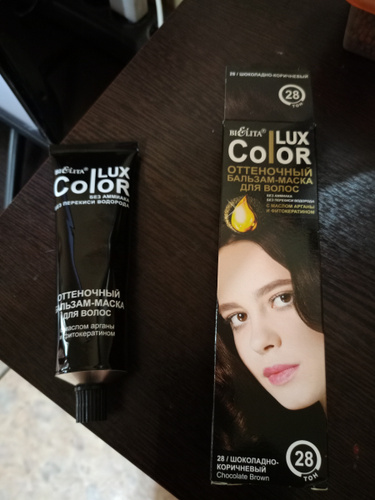 BIELITA
LUX
Color
БЕЗ АММИАКА
БЕЗ ПЕРЕКИСИ ВОДОРОДА
ОТТЕНОЧНЫЙ
БАЛЬЗАМ-МАСКА
ДЛЯ ВОЛОС
с маслом арганы
и фитокератином
28 / ШОКОЛАДНО-КОРИЧНЕВЫЙ
28
ТОН
BIELITA
LUX
Color
ОТТЕНОЧНЫЙ
БАЛЬЗАМ-МАСКА
ДЛЯ ВОЛОС
БЕЗ АММИАКА
БЕЗ ПЕРЕКИСИ ВОДОРОДА
С МАСЛОМ АРГАНЫ
И ФИТОКЕРАТИНОМ
28 / ШОКОЛАДНО-
КОРИЧНЕВЫЙ
Chocolate Brown
28
ТОН